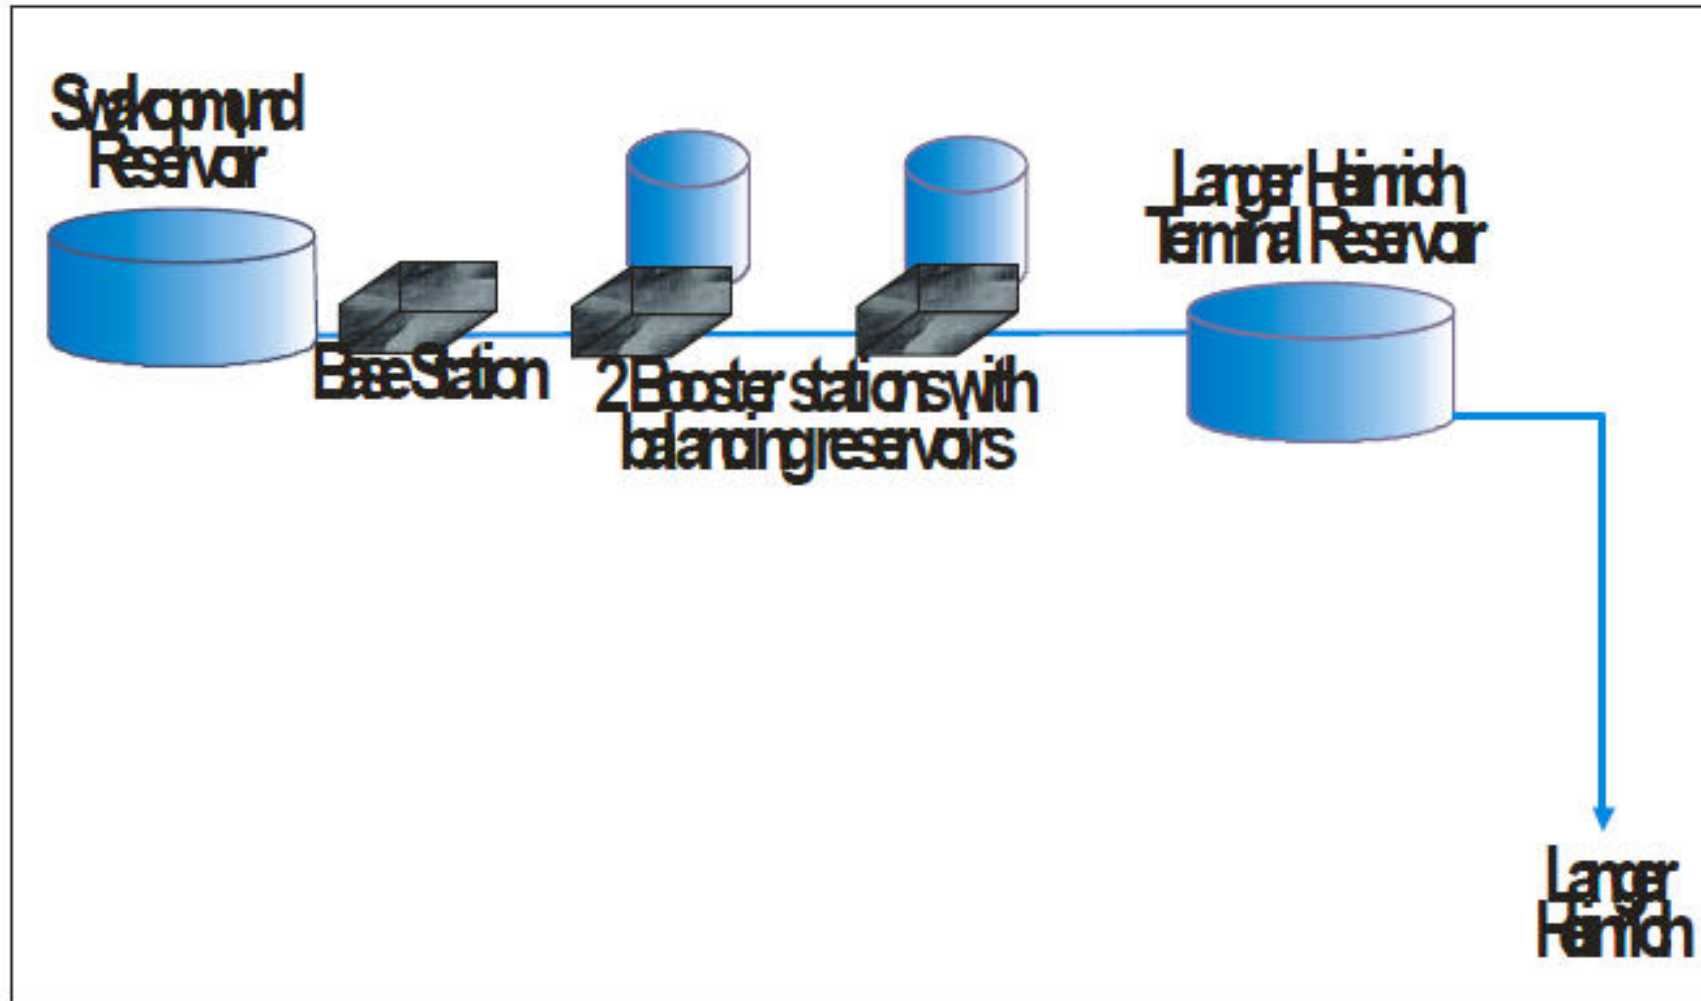 Swakopmund
Reservoir
Langer Heinrich
Terminal Reservoir
Base Station
2 Booster stations with
balancing reservoirs
Langer
Heinrich